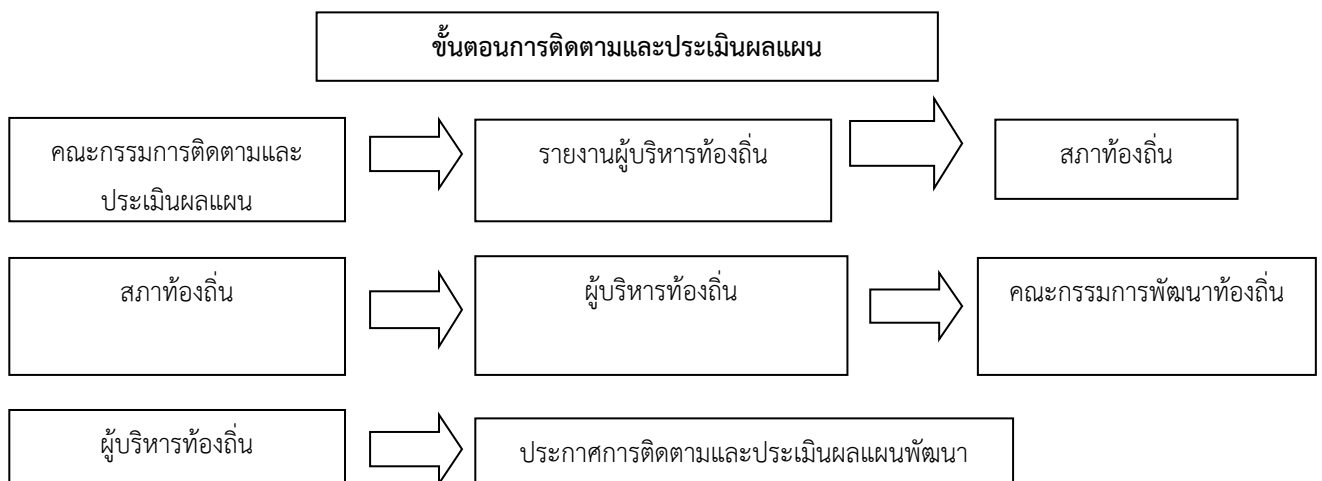 ขั้นตอนการติดตามและประเมินผลแผน
คณะกรรมการติดตามและ
ประเมินผลแผน
รายงานผู้บริหารท้องถิ่น
สภาท้องถิ่น
สภาท้องถิ่น
ผู้บริหารท้องถิ่น
คณะกรรมการพัฒนาท้องถิ่น
ผู้บริหารท้องถิ่น
ประกาศการติดตามและประเมินผลแผนพัฒนา